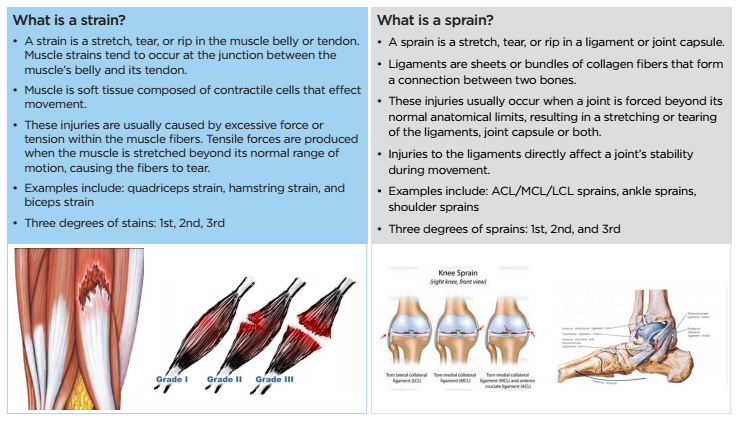 What is a strain?
• A strain is a stretch, tear, or rip in the muscle belly or tendon.
Muscle strains tend to occur at the junction between the
muscle's belly and its tendon.
• Muscle is soft tissue composed of contractile cells that effect
movement.
• These injuries are usually caused by excessive force or
tension within the muscle fibers. Tensile forces are produced
when the muscle is stretched beyond its normal range of
motion, causing the fibers to tear.
• Examples include: quadriceps strain, hamstring strain, and
biceps strain
• Three degrees of stains: 1st, 2nd, 3rd
Grade I Grade II Grade III
What is a sprain?
• A sprain is a stretch, tear, or rip in a ligament or joint capsule.
• Ligaments are sheets or bundles of collagen fibers that form
a connection between two bones.
• These injuries usually occur when a joint is forced beyond its
normal anatomical limits, resulting in a stretching or tearing
of the ligaments, joint capsule or both.
• Injuries to the ligaments directly affect a joint's stability
during movement.
• Examples include: ACL/MCL/LCL sprains, ankle sprains,
shoulder sprains
• Three degrees of sprains: 1st, 2nd, and 3rd
Knee Sprain
(right knee, front view)
Torn lateral collateral
ligament (LCL)
Torn medial collateral
ligament (MCL)
Torn medial collateral
ligament (MCL) and anterior
cruciate ligament (ACL)